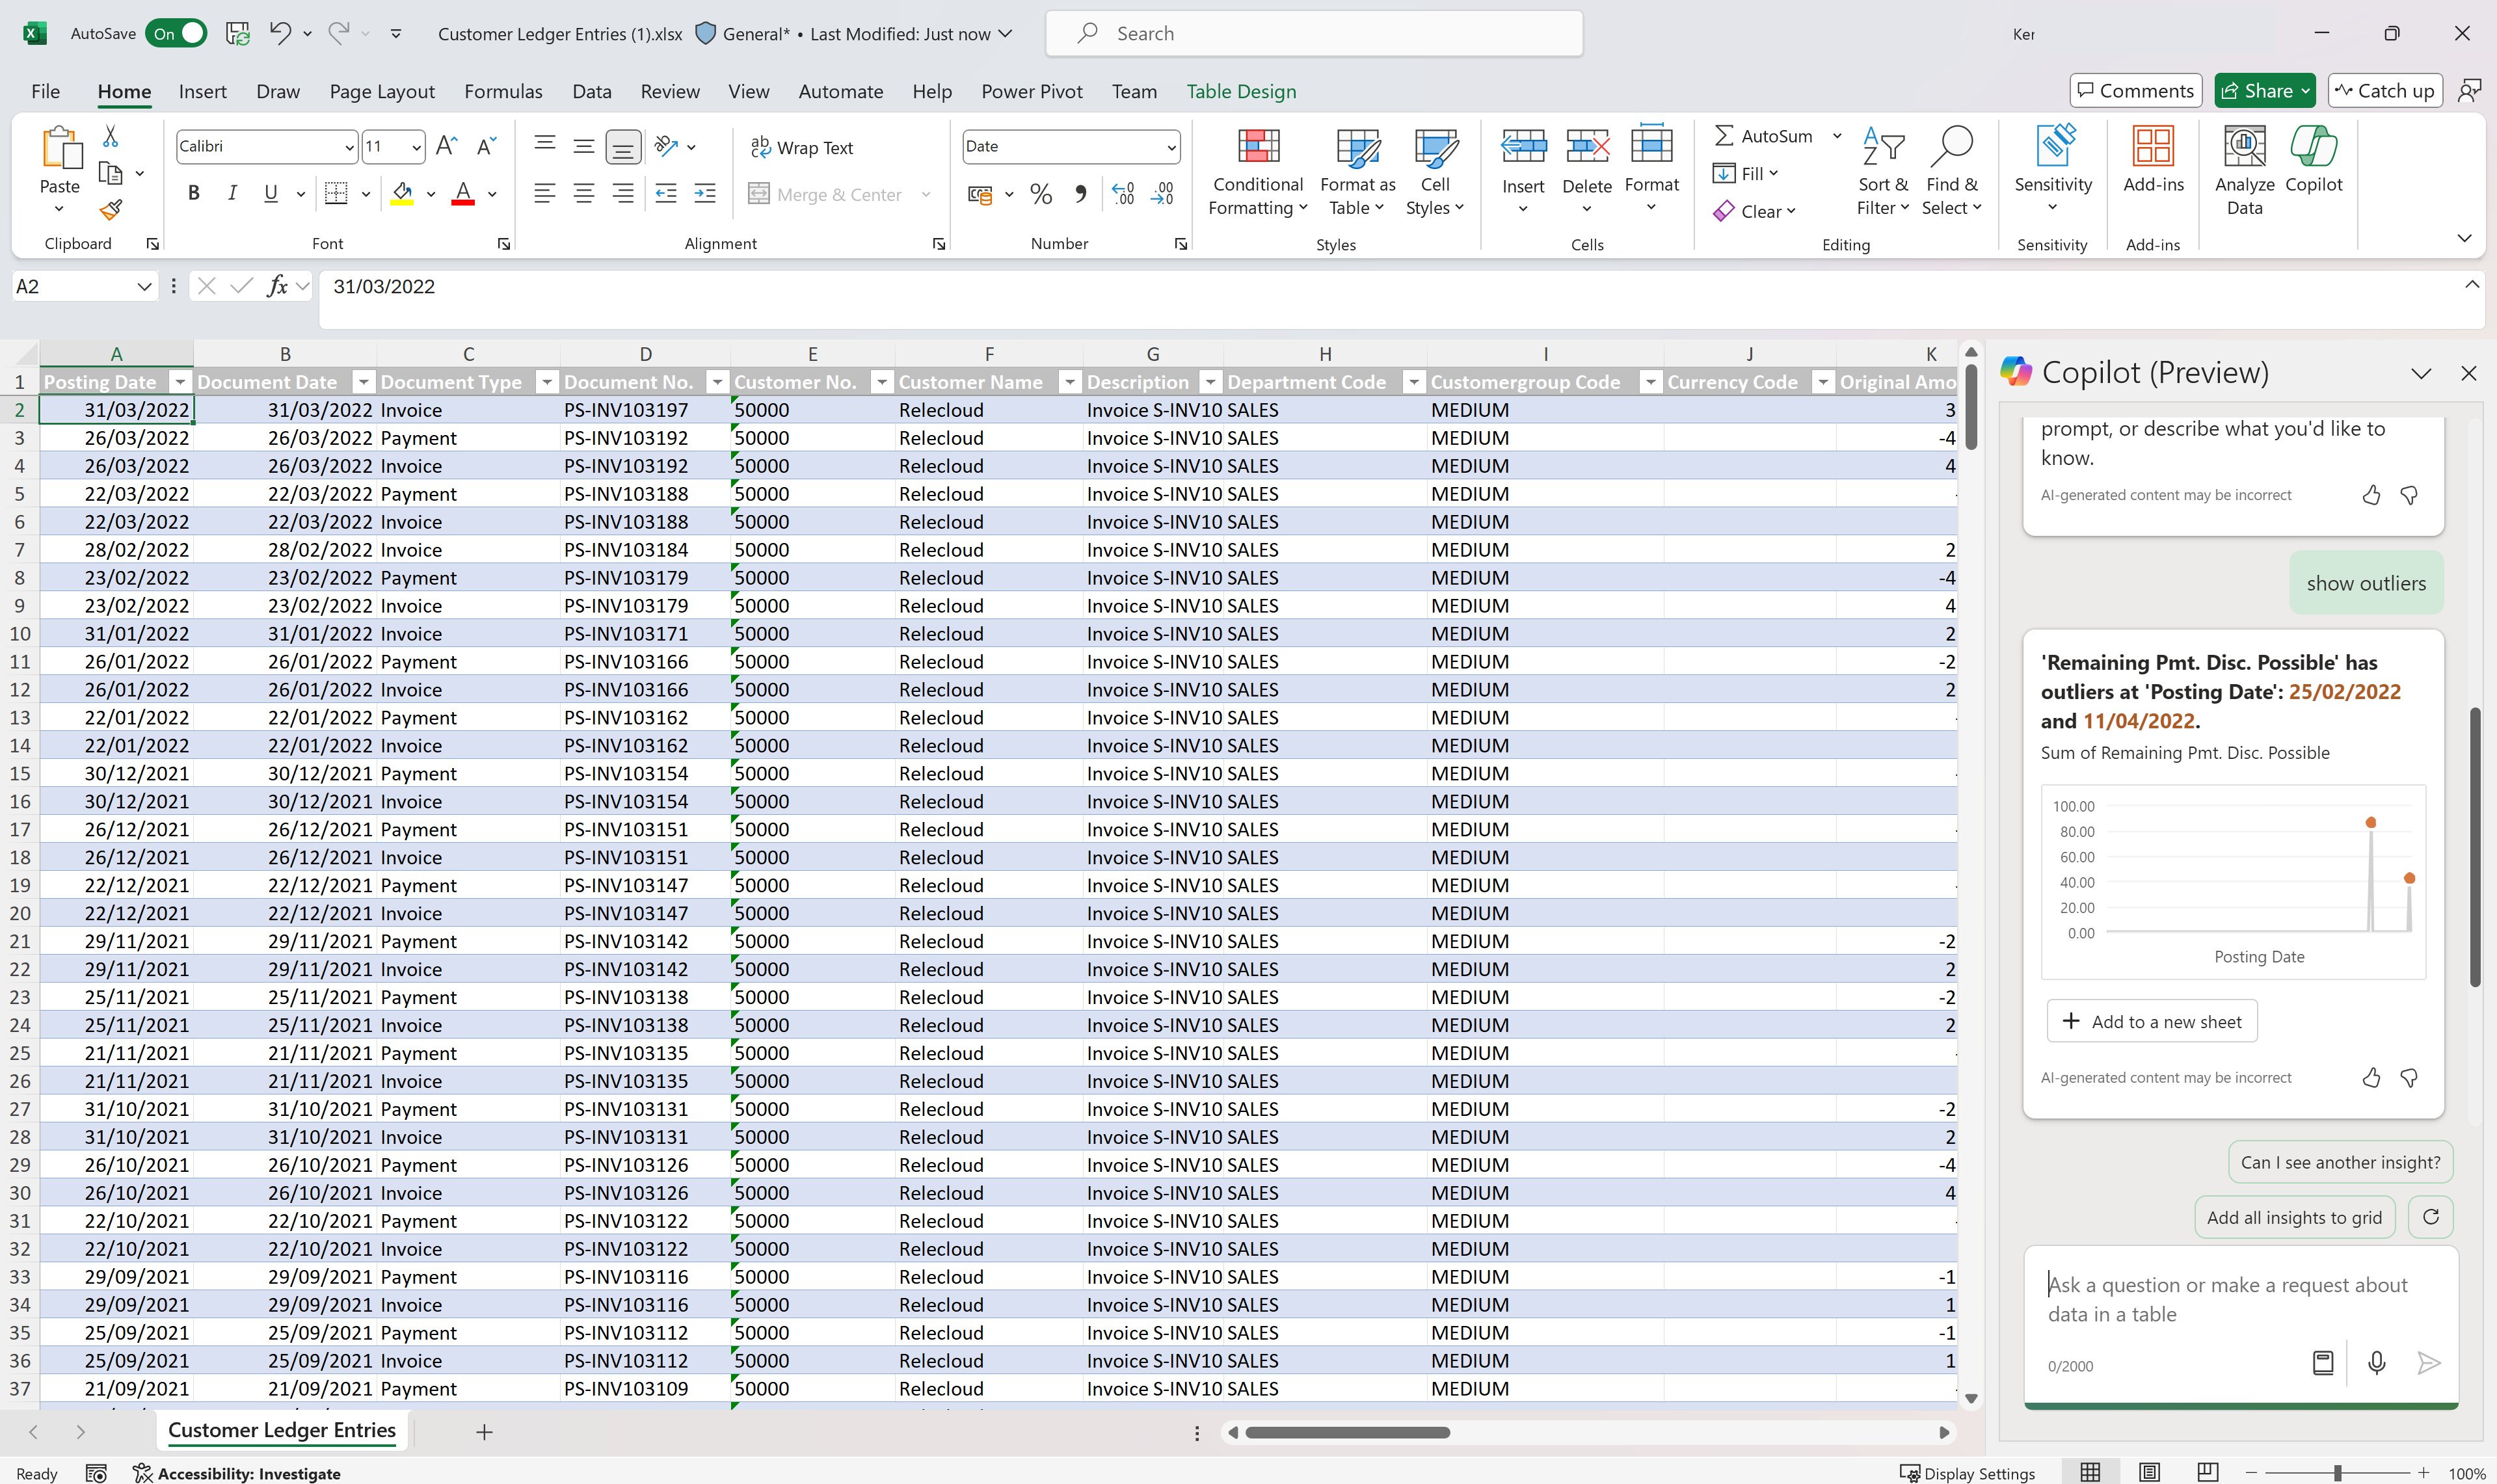 AutoSave On Customer Ledger Entries (1).xlsx General* • Last Modified: Just now Search Ker
File Home Insert Draw Page Layout Formulas Data Review View Automate Help Power Pivot Team Table Design Comments Share Catch up
Paste Calibri 11 Wrap Text Date Conditional Formatting Format as Table Cell Styles Insert Delete Format AutoSum Sort & Filter Find & Select Sensitivity Add-ins Analyze Data Copilot
B I U Merge & Center % Fill
Clear
Clipboard Font Alignment Number Styles Cells Editing Sensitivity Add-ins
A2 fx 31/03/2022
A B C D E F G H I J K
1 Posting Date Document Date Document Type Document No. Customer No. Customer Name Description Department Code Customergroup Code Currency Code Original Amo
2 31/03/2022 31/03/2022 Invoice PS-INV103197 50000 Relecloud Invoice S-INV10 SALES MEDIUM 3
3 26/03/2022 26/03/2022 Payment PS-INV103192 50000 Relecloud Invoice S-INV10 SALES MEDIUM -4
4 26/03/2022 26/03/2022 Invoice PS-INV103192 50000 Relecloud Invoice S-INV10 SALES MEDIUM 4
5 22/03/2022 22/03/2022 Payment PS-INV103188 50000 Relecloud Invoice S-INV10 SALES MEDIUM
6 22/03/2022 22/03/2022 Invoice PS-INV103188 50000 Relecloud Invoice S-INV10 SALES MEDIUM
7 28/02/2022 28/02/2022 Invoice PS-INV103184 50000 Relecloud Invoice S-INV10 SALES MEDIUM 2
8 23/02/2022 23/02/2022 Payment PS-INV103179 50000 Relecloud Invoice S-INV10 SALES MEDIUM -4
9 23/02/2022 23/02/2022 Invoice PS-INV103179 50000 Relecloud Invoice S-INV10 SALES MEDIUM 4
10 31/01/2022 31/01/2022 Invoice PS-INV103171 50000 Relecloud Invoice S-INV10 SALES MEDIUM 2
11 26/01/2022 26/01/2022 Payment PS-INV103166 50000 Relecloud Invoice S-INV10 SALES MEDIUM -2
12 26/01/2022 26/01/2022 Invoice PS-INV103166 50000 Relecloud Invoice S-INV10 SALES MEDIUM 2
13 22/01/2022 22/01/2022 Payment PS-INV103162 50000 Relecloud Invoice S-INV10 SALES MEDIUM
14 22/01/2022 22/01/2022 Invoice PS-INV103162 50000 Relecloud Invoice S-INV10 SALES MEDIUM
15 30/12/2021 30/12/2021 Payment PS-INV103154 50000 Relecloud Invoice S-INV10 SALES MEDIUM
16 30/12/2021 30/12/2021 Invoice PS-INV103154 50000 Relecloud Invoice S-INV10 SALES MEDIUM
17 26/12/2021 26/12/2021 Payment PS-INV103151 50000 Relecloud Invoice S-INV10 SALES MEDIUM
18 26/12/2021 26/12/2021 Invoice PS-INV103151 50000 Relecloud Invoice S-INV10 SALES MEDIUM
19 22/12/2021 22/12/2021 Payment PS-INV103147 50000 Relecloud Invoice S-INV10 SALES MEDIUM
20 22/12/2021 22/12/2021 Invoice PS-INV103147 50000 Relecloud Invoice S-INV10 SALES MEDIUM
21 29/11/2021 29/11/2021 Payment PS-INV103142 50000 Relecloud Invoice S-INV10 SALES MEDIUM -2
22 29/11/2021 29/11/2021 Invoice PS-INV103142 50000 Relecloud Invoice S-INV10 SALES MEDIUM 2
23 25/11/2021 25/11/2021 Payment PS-INV103138 50000 Relecloud Invoice S-INV10 SALES MEDIUM -2
24 25/11/2021 25/11/2021 Invoice PS-INV103138 50000 Relecloud Invoice S-INV10 SALES MEDIUM 2
25 21/11/2021 21/11/2021 Payment PS-INV103135 50000 Relecloud Invoice S-INV10 SALES MEDIUM
26 21/11/2021 21/11/2021 Invoice PS-INV103135 50000 Relecloud Invoice S-INV10 SALES MEDIUM
27 31/10/2021 31/10/2021 Payment PS-INV103131 50000 Relecloud Invoice S-INV10 SALES MEDIUM -2
28 31/10/2021 31/10/2021 Invoice PS-INV103131 50000 Relecloud Invoice S-INV10 SALES MEDIUM 2
29 26/10/2021 26/10/2021 Payment PS-INV103126 50000 Relecloud Invoice S-INV10 SALES MEDIUM -4
30 26/10/2021 26/10/2021 Invoice PS-INV103126 50000 Relecloud Invoice S-INV10 SALES MEDIUM 4
31 22/10/2021 22/10/2021 Payment PS-INV103122 50000 Relecloud Invoice S-INV10 SALES MEDIUM
32 22/10/2021 22/10/2021 Invoice PS-INV103122 50000 Relecloud Invoice S-INV10 SALES MEDIUM
33 29/09/2021 29/09/2021 Payment PS-INV103116 50000 Relecloud Invoice S-INV10 SALES MEDIUM -1
34 29/09/2021 29/09/2021 Invoice PS-INV103116 50000 Relecloud Invoice S-INV10 SALES MEDIUM 1
35 25/09/2021 25/09/2021 Payment PS-INV103112 50000 Relecloud Invoice S-INV10 SALES MEDIUM -1
36 25/09/2021 25/09/2021 Invoice PS-INV103112 50000 Relecloud Invoice S-INV10 SALES MEDIUM 1
37 21/09/2021 21/09/2021 Payment PS-INV103109 50000 Relecloud Invoice S-INV10 SALES MEDIUM
Copilot (Preview)
prompt, or describe what you'd like to
know.
AI-generated content may be incorrect
show outliers
'Remaining Pmt. Disc. Possible' has
outliers at 'Posting Date': 25/02/2022
and 11/04/2022.
Sum of Remaining Pmt. Disc. Possible
100.00
80.00
60.00
40.00
20.00
0.00
Posting Date
Add to a new sheet
AI-generated content may be incorrect
Can I see another insight?
Add all insights to grid
Ask a question or make a request about
data in a table
0/2000
Customer Ledger Entries
Ready Accessibility: Investigate Display Settings 100%